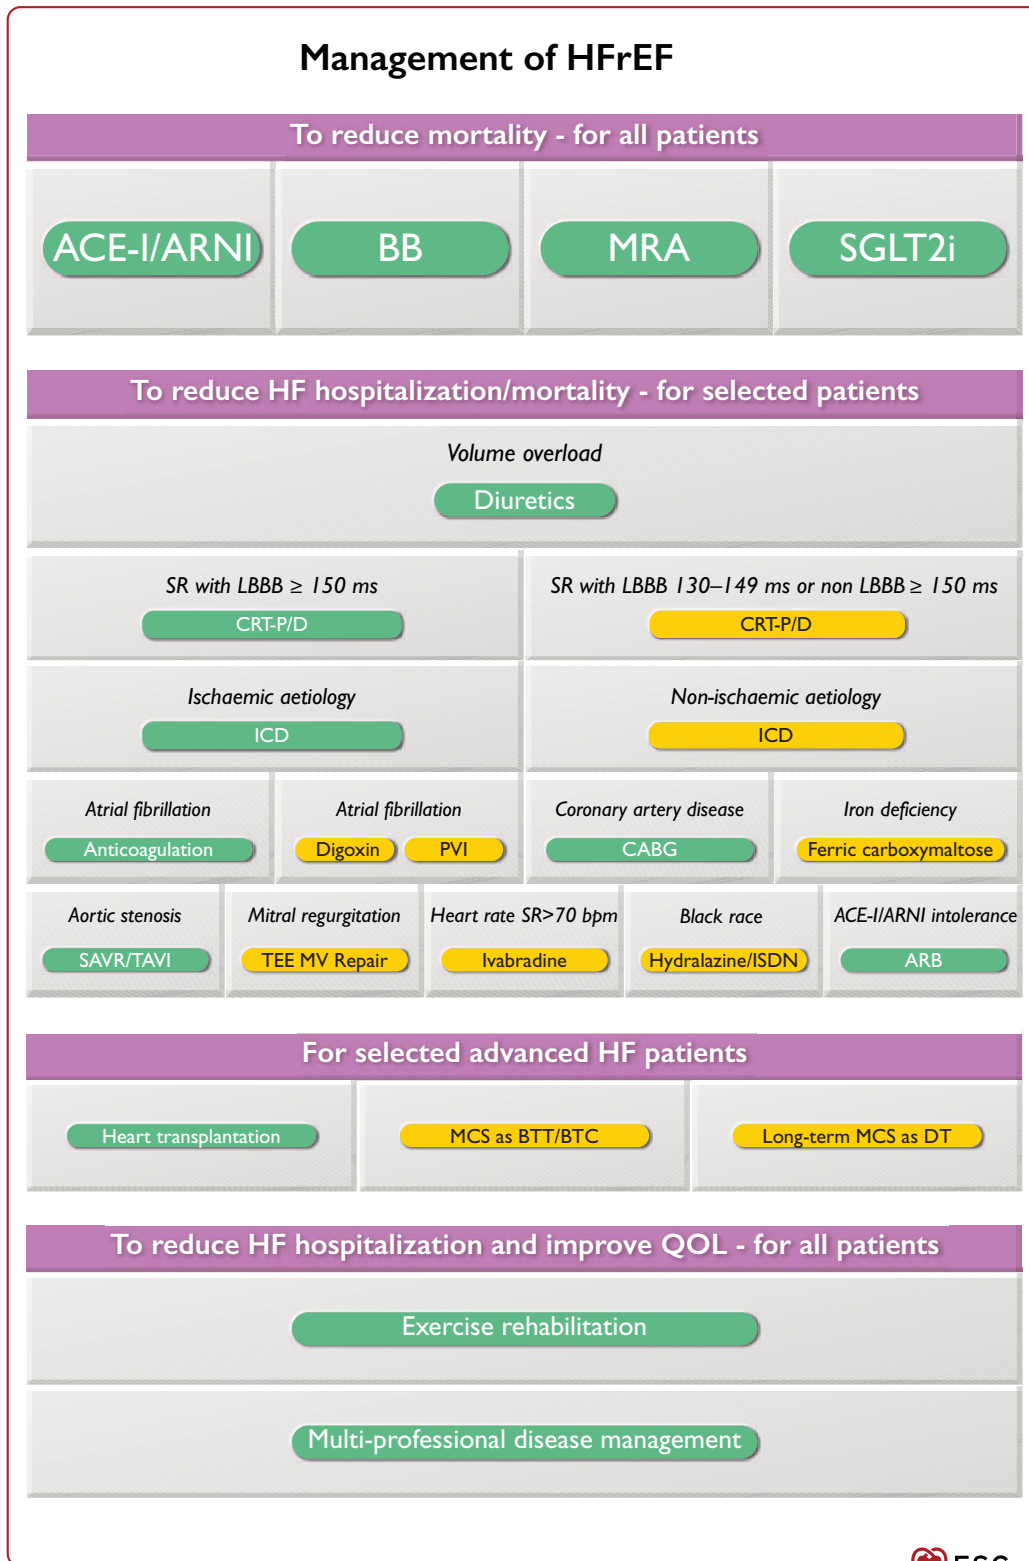 Management of HFrEF
To reduce mortality - for all patients
ACE-I/ARNI
BB
MRA
SGLT2i
To reduce HF hospitalization/mortality - for selected patients
Volume overload
Diuretics
SR with LBBB ≥ 150 ms
CRT-P/D
SR with LBBB 130–149 ms or non LBBB ≥ 150 ms
CRT-P/D
Ischaemic aetiology
ICD
Non-ischaemic aetiology
ICD
Atrial fibrillation
Anticoagulation
Atrial fibrillation
Digoxin
PVI
Coronary artery disease
CABG
Iron deficiency
Ferric carboxymaltose
Aortic stenosis
SAVR/TAVI
Mitral regurgitation
TEE MV Repair
Heart rate SR>70 bpm
Ivabradine
Black race
Hydralazine/ISDN
ACE-I/ARNI intolerance
ARB
For selected advanced HF patients
Heart transplantation
MCS as BTT/BTC
Long-term MCS as DT
To reduce HF hospitalization and improve QOL - for all patients
Exercise rehabilitation
Multi-professional disease management
ESC